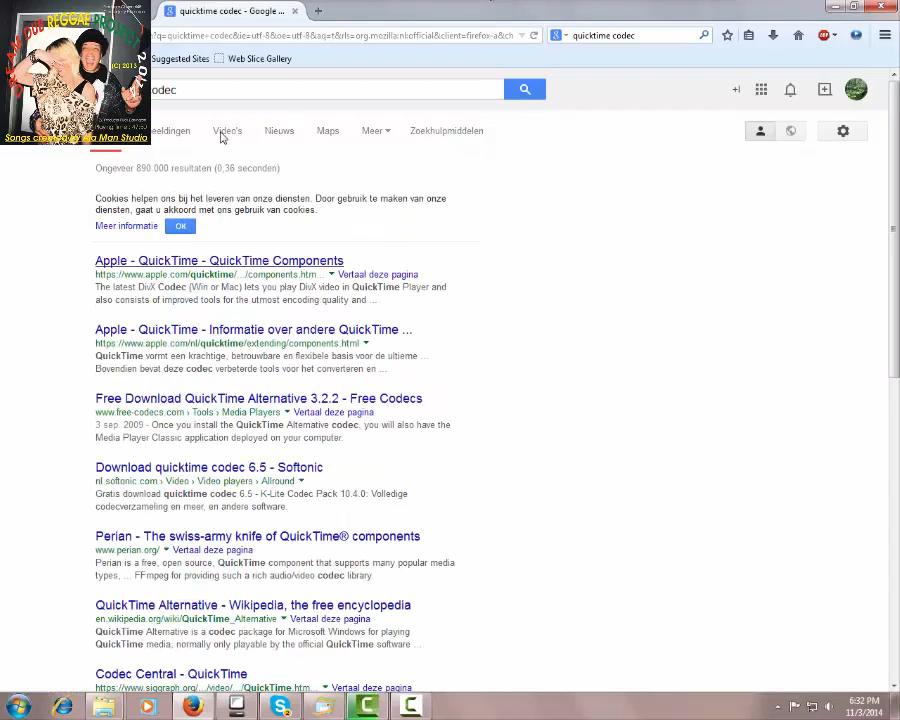 quicktime codec - Google ...
q=quicktime+codec&ie=utf-8&oe=utf-8&aq=t&rls=org.mozilla:nl:official&client=firefox-a&ch
quicktime codec
Suggested Sites
Web Slice Gallery
REGGAE PROJECT
(C) 2013
Playing Time: 47:53
Songs created by Aja Man Studio
codec
eeldingen
Video's
Nieuws
Maps
Meer
Zoekhulpmiddelen
Ongeveer 890.000 resultaten (0,36 seconden)
Cookies helpen ons bij het leveren van onze diensten. Door gebruik te maken van onze
diensten, gaat u akkoord met ons gebruik van cookies.
Meer informatie
OK
Apple - QuickTime - QuickTime Components
https://www.apple.com/quicktime/.../components.htm... Vertaal deze pagina
The latest DivX Codec (Win or Mac) lets you play DivX video in QuickTime Player and
also consists of improved tools for the utmost encoding quality and ...
Apple - QuickTime - Informatie over andere QuickTime ...
https://www.apple.com/nl/quicktime/extending/components.html
QuickTime vormt een krachtige, betrouwbare en flexibele basis voor de ultieme ...
Bovendien bevat deze codec verbeterde tools voor het converteren en ...
Free Download QuickTime Alternative 3.2.2 - Free Codecs
www.free-codecs.com › Tools › Media Players Vertaal deze pagina
3 sep. 2009 - Once you install the QuickTime Alternative codec, you will also have the
Media Player Classic application deployed on your computer.
Download quicktime codec 6.5 - Softonic
nl.softonic.com › Video › Video players › Allround
Gratis download quicktime codec 6.5 - K-Lite Codec Pack 10.4.0: Volledige
codecverzameling en meer, en andere software.
Perian - The swiss-army knife of QuickTime® components
www.perian.org/ Vertaal deze pagina
Perian is a free, open source, QuickTime component that supports many popular media
types, ... FFmpeg for providing such a rich audio/video codec library.
QuickTime Alternative - Wikipedia, the free encyclopedia
en.wikipedia.org/wiki/QuickTime_Alternative Vertaal deze pagina
QuickTime Alternative is a codec package for Microsoft Windows for playing
QuickTime media, normally only playable by the official QuickTime software ...
Codec Central - QuickTime
https://www.siggraph.org/.../video/.../QuickTime.htm... Vertaal deze pagina
6:32 PM
11/3/2014